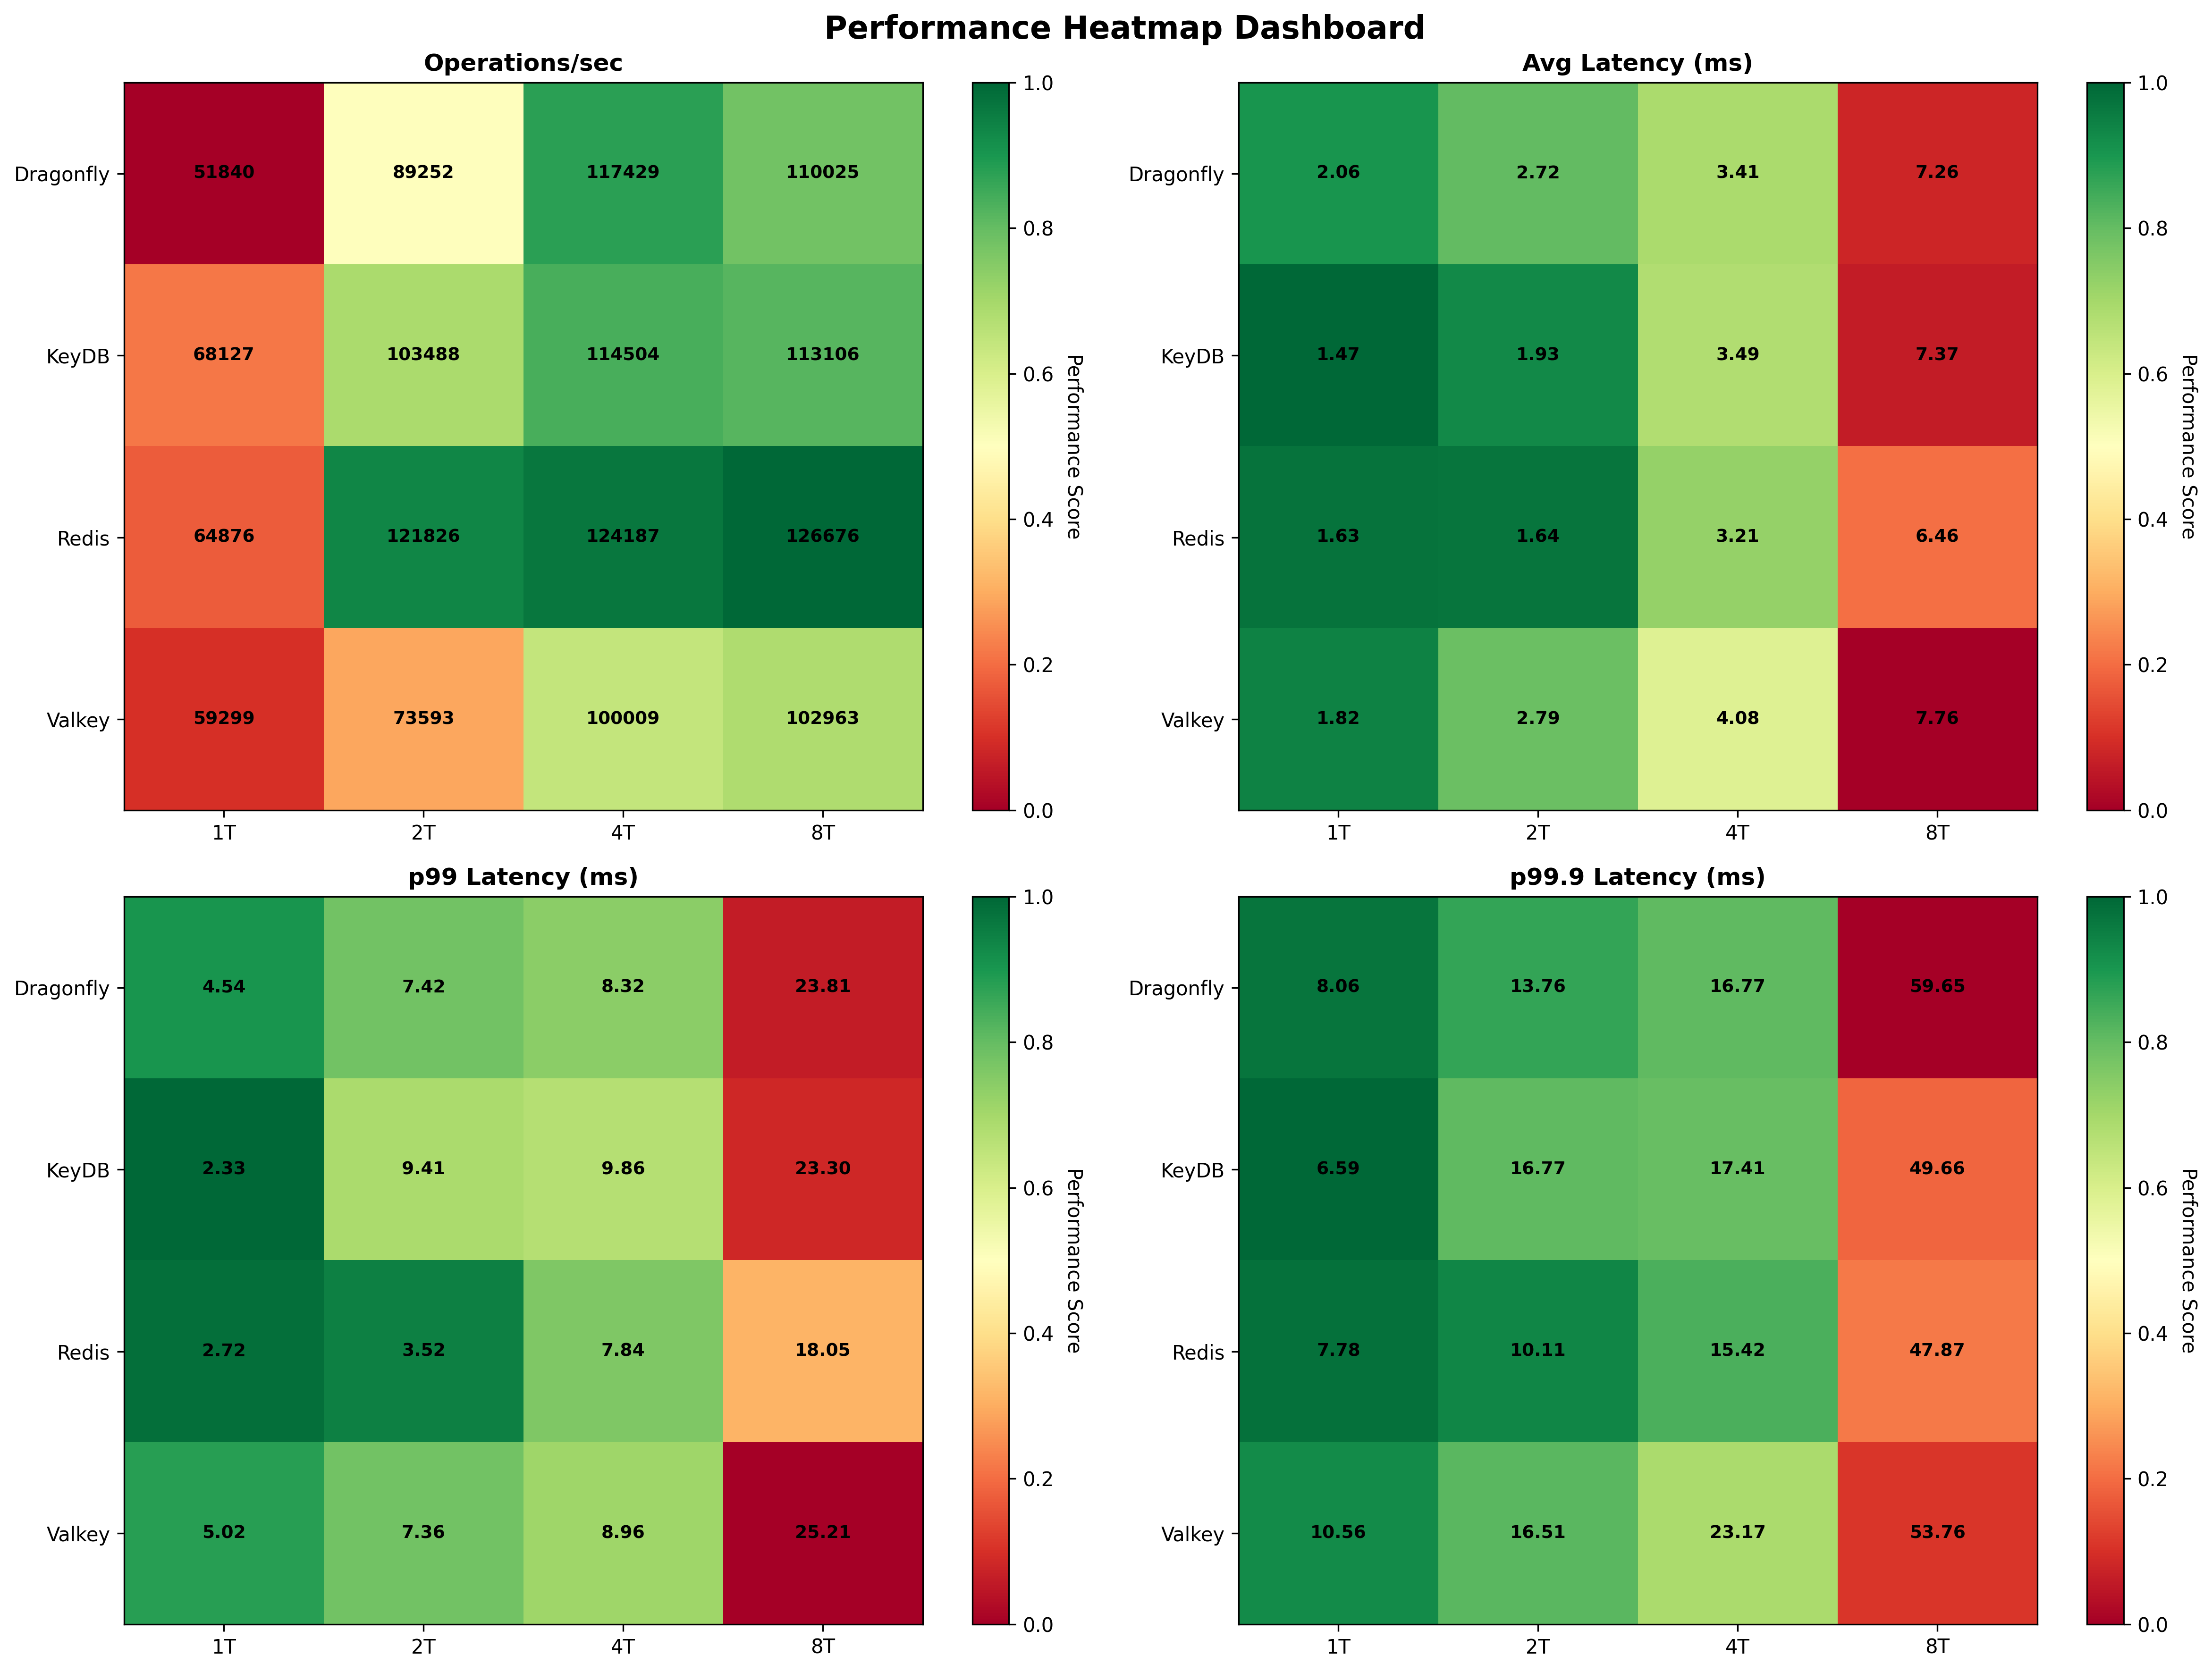 Performance Heatmap Dashboard
Operations/sec
Dragonfly 51840 89252 117429 110025
KeyDB 68127 103488 114504 113106
Redis 64876 121826 124187 126676
Valkey 59299 73593 100009 102963
1T 2T 4T 8T
1.0
0.8
0.6
0.4
0.2
0.0
Performance Score
Avg Latency (ms)
Dragonfly 2.06 2.72 3.41 7.26
KeyDB 1.47 1.93 3.49 7.37
Redis 1.63 1.64 3.21 6.46
Valkey 1.82 2.79 4.08 7.76
1T 2T 4T 8T
1.0
0.8
0.6
0.4
0.2
0.0
Performance Score
p99 Latency (ms)
Dragonfly 4.54 7.42 8.32 23.81
KeyDB 2.33 9.41 9.86 23.30
Redis 2.72 3.52 7.84 18.05
Valkey 5.02 7.36 8.96 25.21
1T 2T 4T 8T
1.0
0.8
0.6
0.4
0.2
0.0
Performance Score
p99.9 Latency (ms)
Dragonfly 8.06 13.76 16.77 59.65
KeyDB 6.59 16.77 17.41 49.66
Redis 7.78 10.11 15.42 47.87
Valkey 10.56 16.51 23.17 53.76
1T 2T 4T 8T
1.0
0.8
0.6
0.4
0.2
0.0
Performance Score